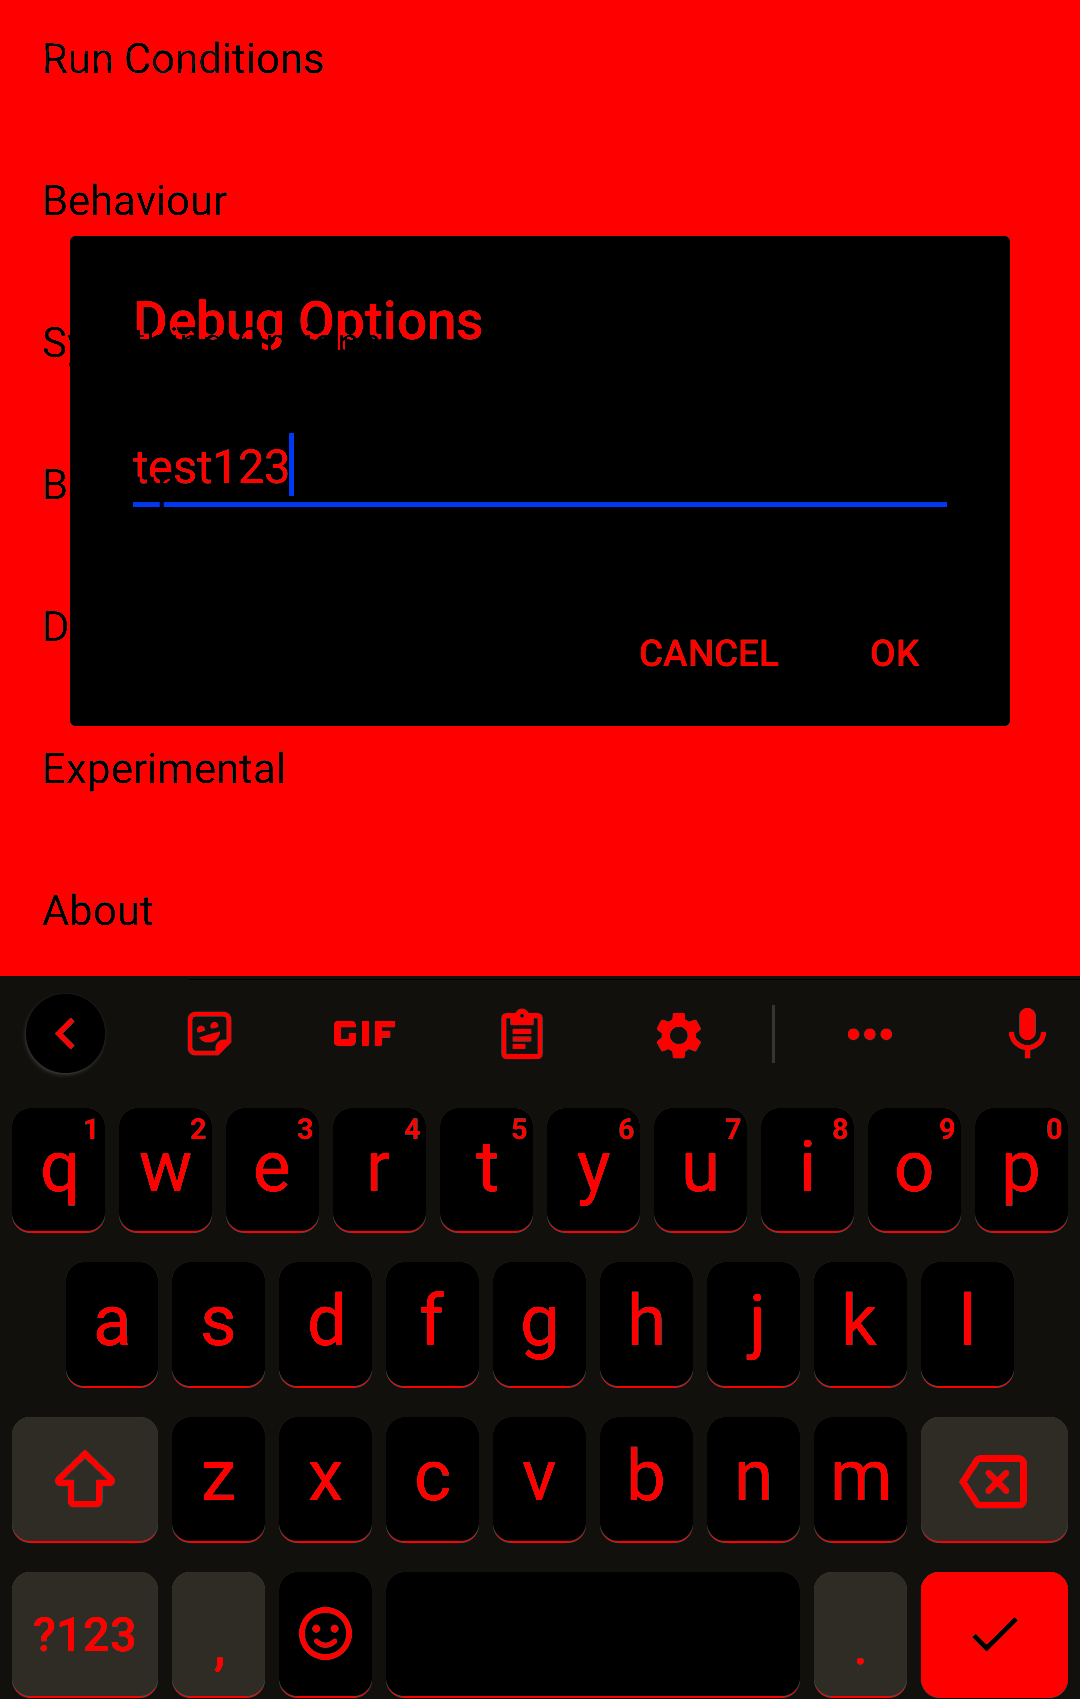 Run Conditions
Behaviour
Debug Options
test123
CANCEL OK
Experimental
About
GIF
1 2 3 4 5 6 7 8 9 0
q w e r t y u i o p
a s d f g h j k l
z x c v b n m
?123 , .